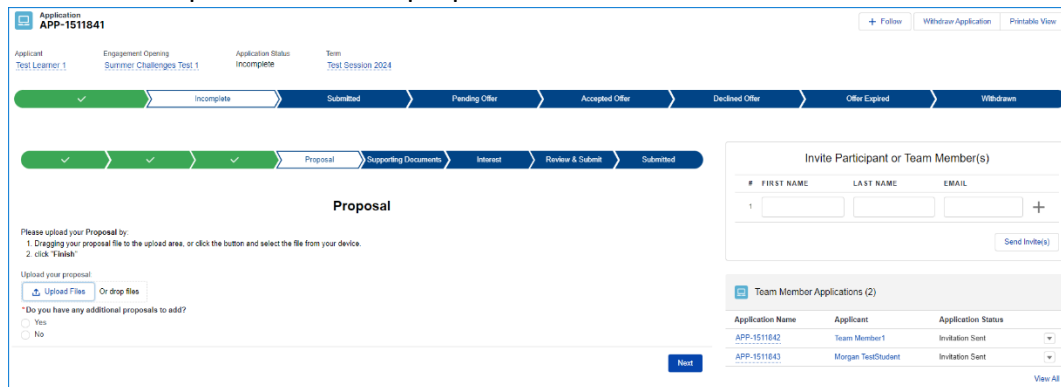 Application
APP-1511841
+ Follow
Withdraw Application
Printable View
Applicant
Engagement Opening
Application Status
Term
Test Learner 1
Summer Challenges Test 1
Incomplete
Test Session 2024
Incomplete
Submitted
Pending Offer
Accepted Offer
Declined Offer
Offer Expired
Withdrawn
Proposal
Supporting Documents
Interest
Review & Submit
Submitted
Proposal
Please upload your Proposal by:
1. Dragging your proposal file to the upload area, or click the button and select the file from your device.
2. click "Finish"
Upload your proposal
Upload Files
Or drop files
*Do you have any additional proposals to add?
Yes
No
Next
Invite Participant or Team Member(s)
# FIRST NAME LAST NAME EMAIL
1
Send Invite(s)
Team Member Applications (2)
Application Name Applicant Application Status
APP-1511842 Team Member1 Invitation Sent
APP-1511843 Morgan TestStudent Invitation Sent
View All